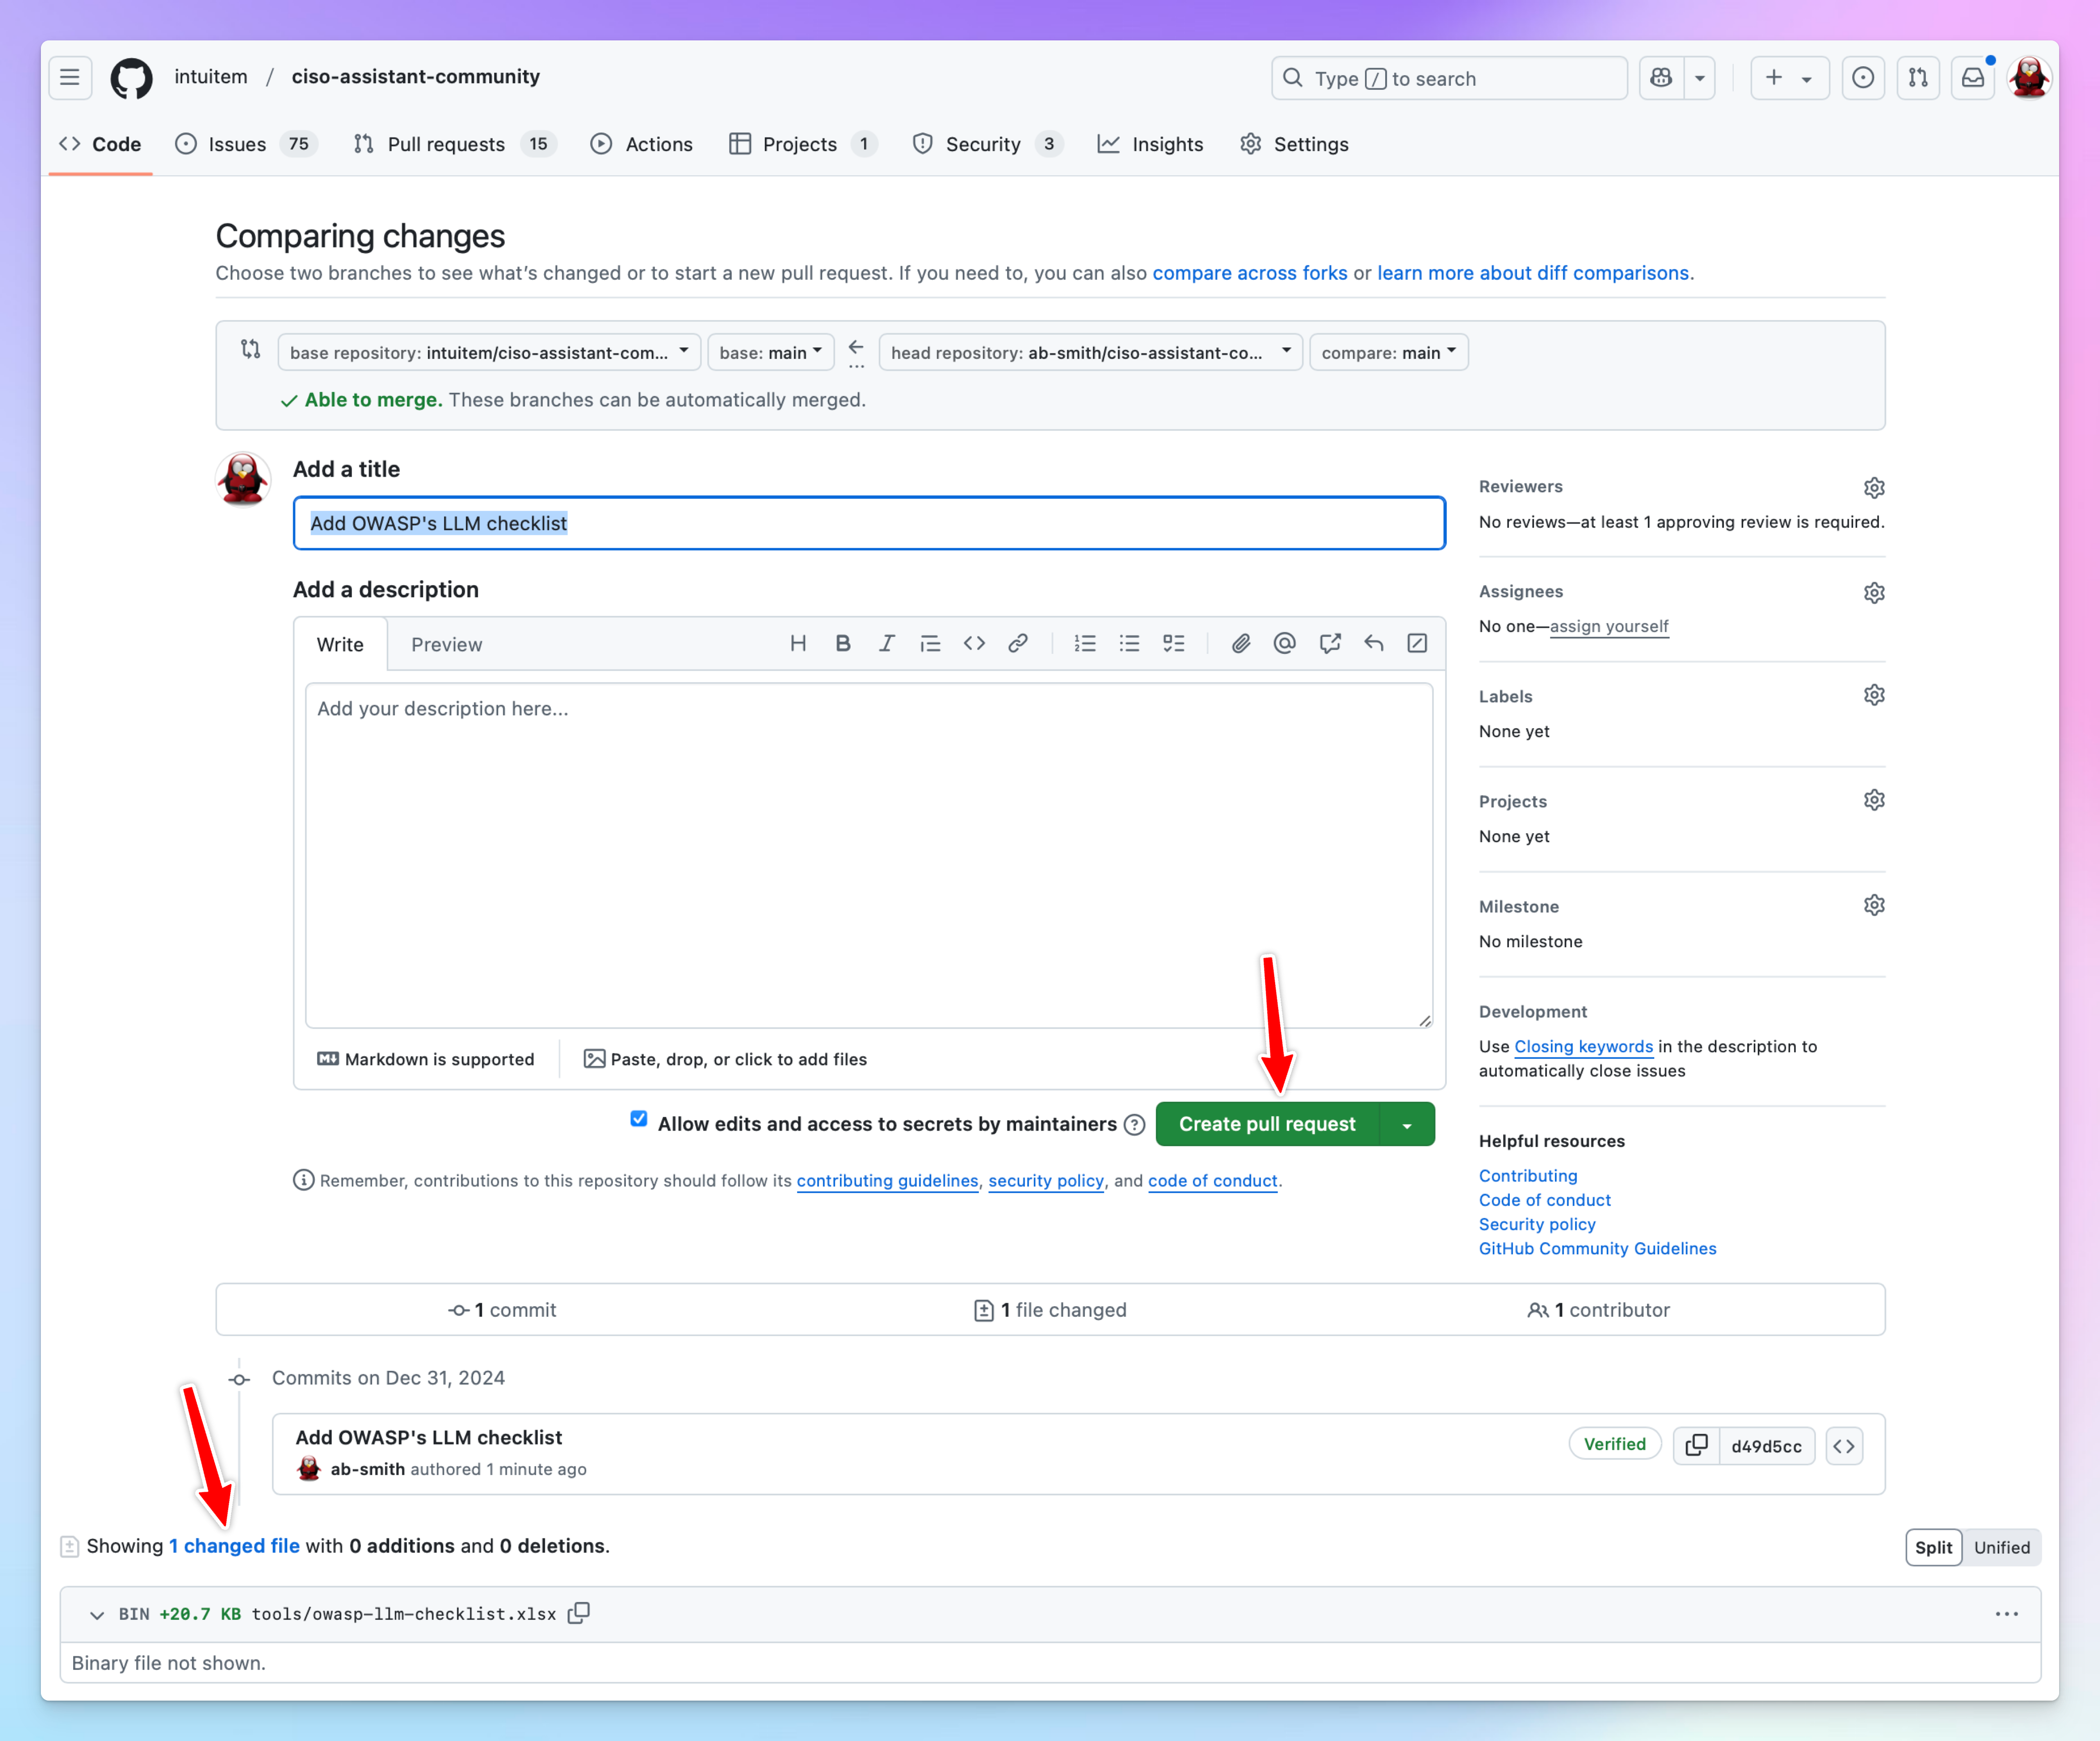 intuitem / ciso-assistant-community
Type / to search
Code
Issues 75
Pull requests 15
Actions
Projects 1
Security 3
Insights
Settings
Comparing changes
Choose two branches to see what's changed or to start a new pull request. If you need to, you can also compare across forks or learn more about diff comparisons.
base repository: intuitem/ciso-assistant-com...
base: main
head repository: ab-smith/ciso-assistant-co...
compare: main
Able to merge. These branches can be automatically merged.
Add a title
Add OWASP's LLM checklist
Add a description
Write
Preview
Add your description here...
Markdown is supported
Paste, drop, or click to add files
Allow edits and access to secrets by maintainers
Create pull request
Remember, contributions to this repository should follow its contributing guidelines, security policy, and code of conduct.
Reviewers
No reviews—at least 1 approving review is required.
Assignees
No one—assign yourself
Labels
None yet
Projects
None yet
Milestone
No milestone
Development
Use Closing keywords in the description to
automatically close issues
Helpful resources
Contributing
Code of conduct
Security policy
GitHub Community Guidelines
1 commit
1 file changed
1 contributor
Commits on Dec 31, 2024
Add OWASP's LLM checklist
ab-smith authored 1 minute ago
Verified
d49d5cc
Showing 1 changed file with 0 additions and 0 deletions.
Split
Unified
BIN +20.7 KB tools/owasp-llm-checklist.xlsx
Binary file not shown.